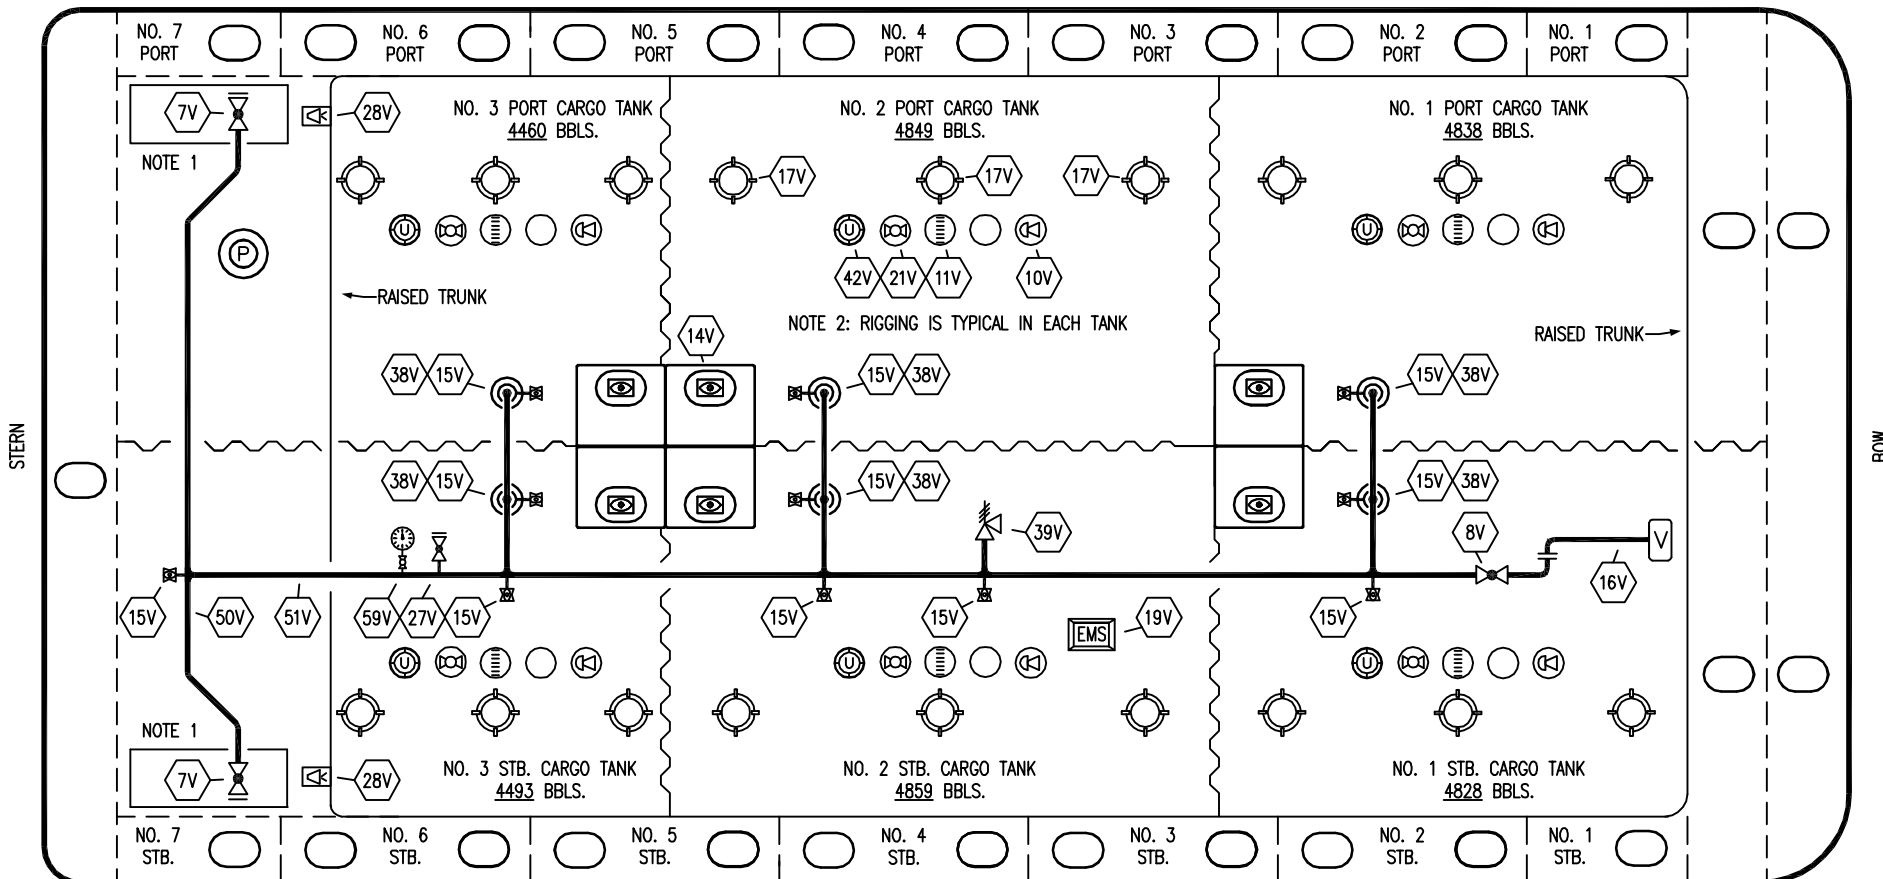 NO. 7 PORT
NO. 6 PORT
NO. 5 PORT
NO. 4 PORT
NO. 3 PORT
NO. 2 PORT
NO. 1 PORT
7V
28V
NOTE 1
NO. 3 PORT CARGO TANK
4460 BBLS.
NO. 2 PORT CARGO TANK
4849 BBLS.
NO. 1 PORT CARGO TANK
4838 BBLS.
17V
17V
17V
U
U
U
P
42V
21V
11V
10V
RAISED TRUNK
NOTE 2: RIGGING IS TYPICAL IN EACH TANK
RAISED TRUNK
14V
38V
15V
15V
38V
15V
38V
STERN
BOW
38V
15V
15V
38V
15V
38V
39V
8V
V
16V
15V
50V
51V
59V
27V
15V
15V
15V
EMS
19V
15V
U
U
U
NOTE 1
7V
28V
NO. 3 STB. CARGO TANK
4493 BBLS.
NO. 2 STB. CARGO TANK
4859 BBLS.
NO. 1 STB. CARGO TANK
4828 BBLS.
NO. 7 STB.
NO. 6 STB.
NO. 5 STB.
NO. 4 STB.
NO. 3 STB.
NO. 2 STB.
NO. 1 STB.